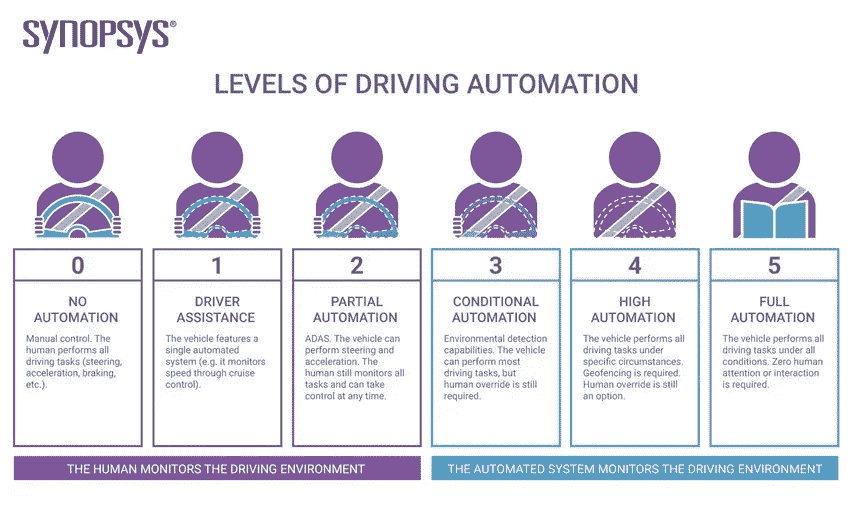 SYNOPSYS®
LEVELS OF DRIVING AUTOMATION
0
NO
AUTOMATION
Manual control. The
human performs all
driving tasks (steering,
acceleration, braking,
etc.).
1
DRIVER
ASSISTANCE
The vehicle features a
single automated
system (e.g. it monitors
speed through cruise
control).
2
PARTIAL
AUTOMATION
ADAS. The vehicle can
perform steering and
acceleration. The
human still monitors all
tasks and can take
control at any time.
3
CONDITIONAL
AUTOMATION
Environmental detection
capabilities. The vehicle
can perform most
driving tasks, but
human override is still
required.
4
HIGH
AUTOMATION
The vehicle performs all
driving tasks under
specific circumstances.
Geofencing is required.
Human override is still
an option.
5
FULL
AUTOMATION
The vehicle performs all
driving tasks under all
conditions. Zero human
attention or interaction
is required.
THE HUMAN MONITORS THE DRIVING ENVIRONMENT
THE AUTOMATED SYSTEM MONITORS THE DRIVING ENVIRONMENT